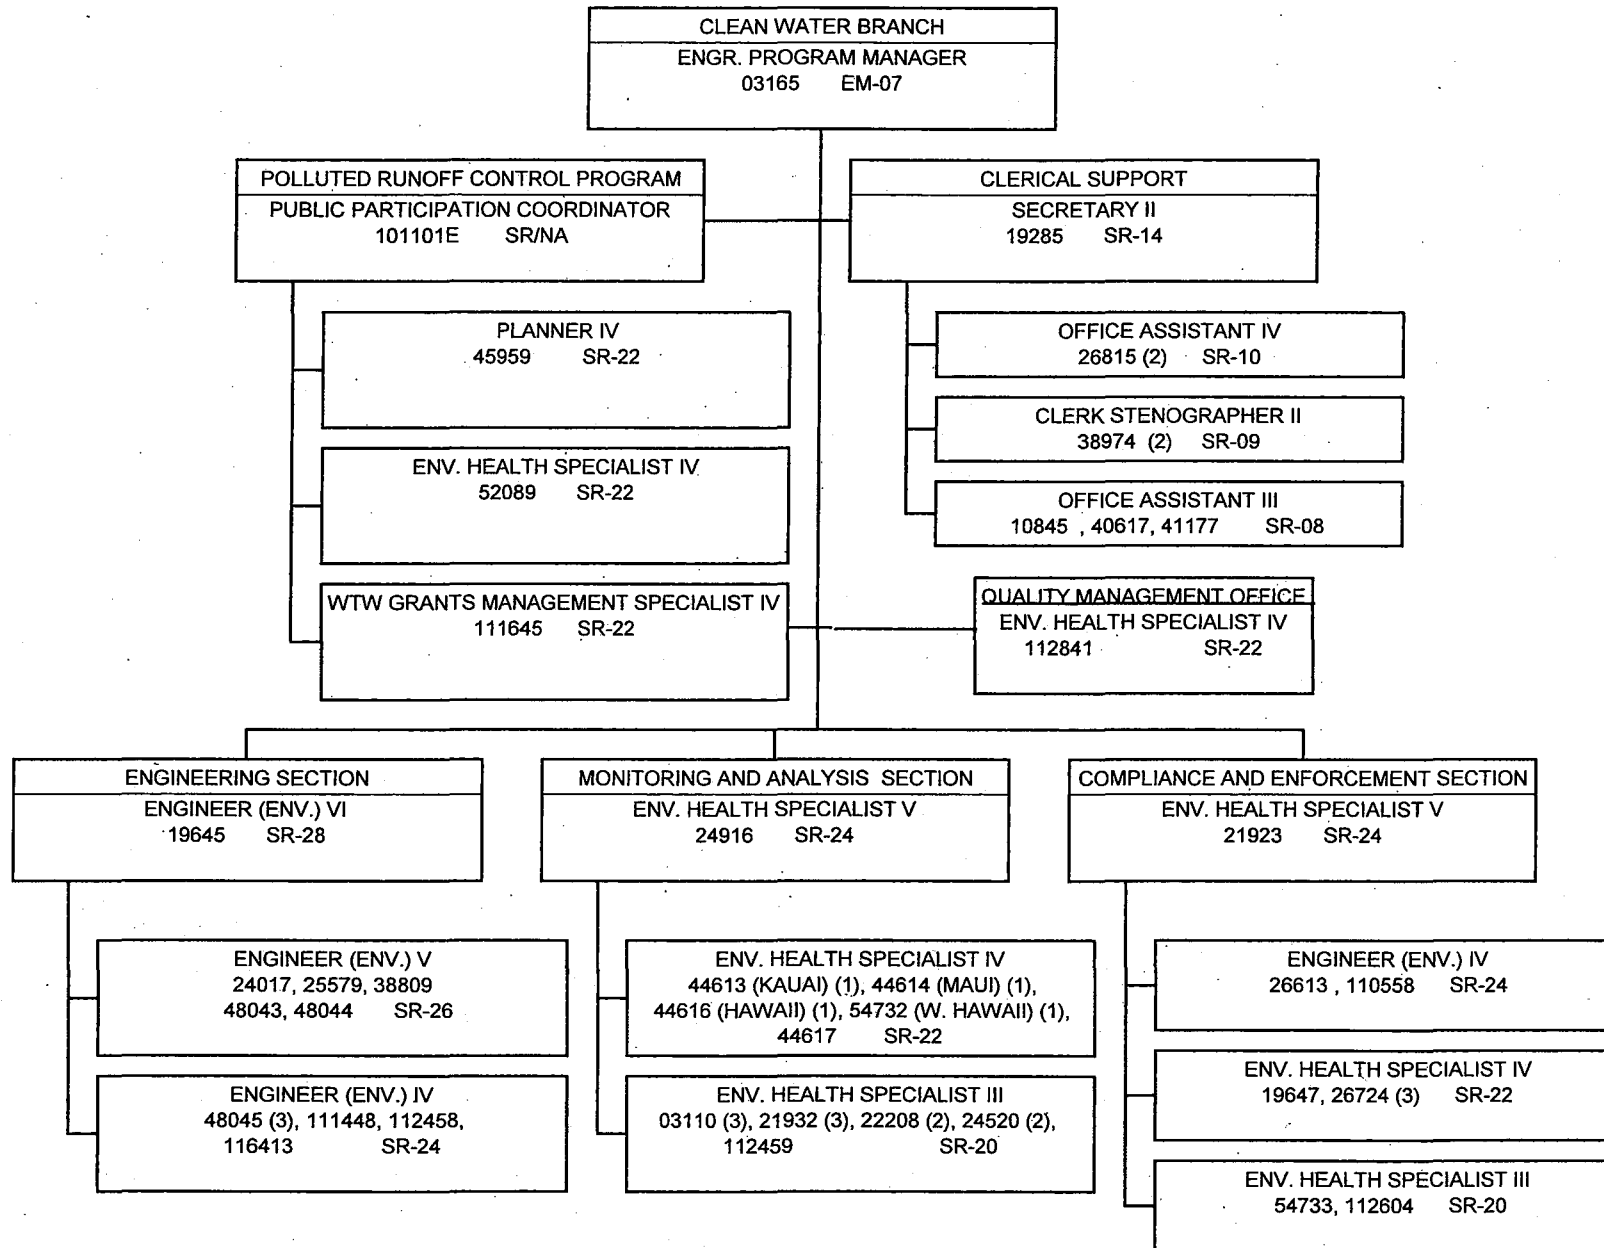 CLEAN WATER BRANCH
ENGR. PROGRAM MANAGER
03165 EM-07
POLLUTED RUNOFF CONTROL PROGRAM
PUBLIC PARTICIPATION COORDINATOR
101101E SR/NA
CLERICAL SUPPORT
SECRETARY II
19285 SR-14
PLANNER IV
45959 SR-22
ENV. HEALTH SPECIALIST IV
52089 SR-22
WTW GRANTS MANAGEMENT SPECIALIST IV
111645 SR-22
OFFICE ASSISTANT IV
26815 (2) SR-10
CLERK STENOGRAPHER II
38974 (2) SR-09
OFFICE ASSISTANT III
10845 , 40617, 41177 SR-08
QUALITY MANAGEMENT OFFICE
ENV. HEALTH SPECIALIST IV
112841 SR-22
ENGINEERING SECTION
ENGINEER (ENV.) VI
19645 SR-28
ENGINEER (ENV.) V
24017, 25579, 38809
48043, 48044 SR-26
ENGINEER (ENV.) IV
48045 (3), 111448, 112458,
116413 SR-24
MONITORING AND ANALYSIS SECTION
ENV. HEALTH SPECIALIST V
24916 SR-24
ENV. HEALTH SPECIALIST IV
44613 (KAUAI) (1), 44614 (MAUI) (1),
44616 (HAWAII) (1), 54732 (W. HAWAII) (1),
44617 SR-22
ENV. HEALTH SPECIALIST III
03110 (3), 21932 (3), 22208 (2), 24520 (2),
112459 SR-20
COMPLIANCE AND ENFORCEMENT SECTION
ENV. HEALTH SPECIALIST V
21923 SR-24
ENGINEER (ENV.) IV
26613 , 110558 SR-24
ENV. HEALTH SPECIALIST IV
19647, 26724 (3) SR-22
ENV. HEALTH SPECIALIST III
54733, 112604 SR-20